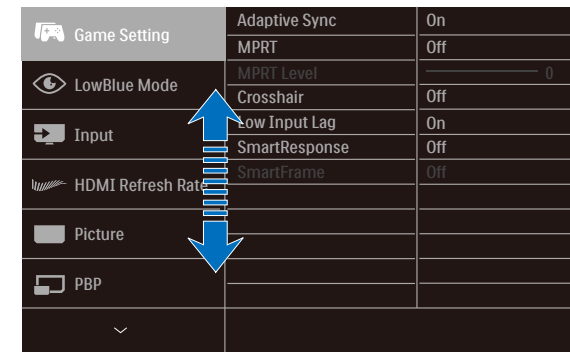 Game Setting
LowBlue Mode
Input
HDMI Refresh Rate
Picture
PBP
Adaptive Sync On
MPRT Off
MPRT Level 0
Crosshair Off
Low Input Lag On
SmartResponse Off
SmartFrame Off